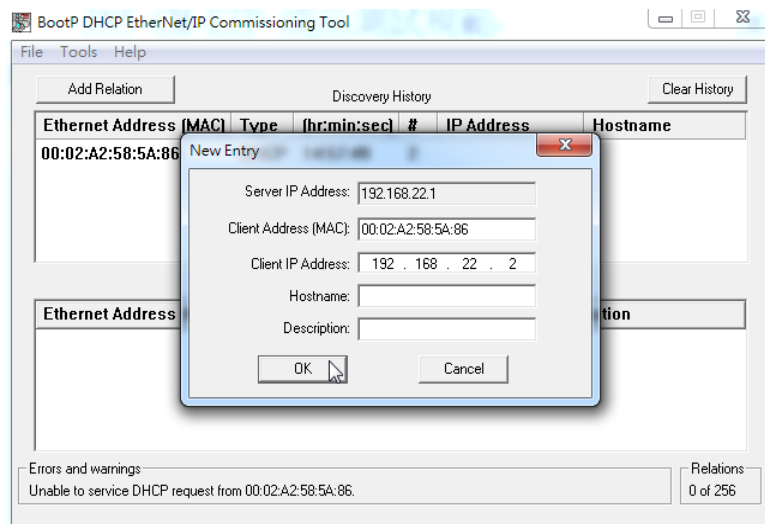 BootP DHCP EtherNet/IP Commissioning Tool
File Tools Help
Add Relation
Discovery History
Clear History
Ethernet Address (MAC) Type (hr:min:sec) # IP Address Hostname
00:02:A2:58:5A:86
New Entry
Server IP Address: 192.168.22.1
Client Address (MAC): 00:02:A2:58:5A:86
Client IP Address: 192 . 168 . 22 . 2
Hostname:
Description:
OK Cancel
Ethernet Address
tion
Errors and warnings
Unable to service DHCP request from 00:02:A2:58:5A:86.
Relations
0 of 256